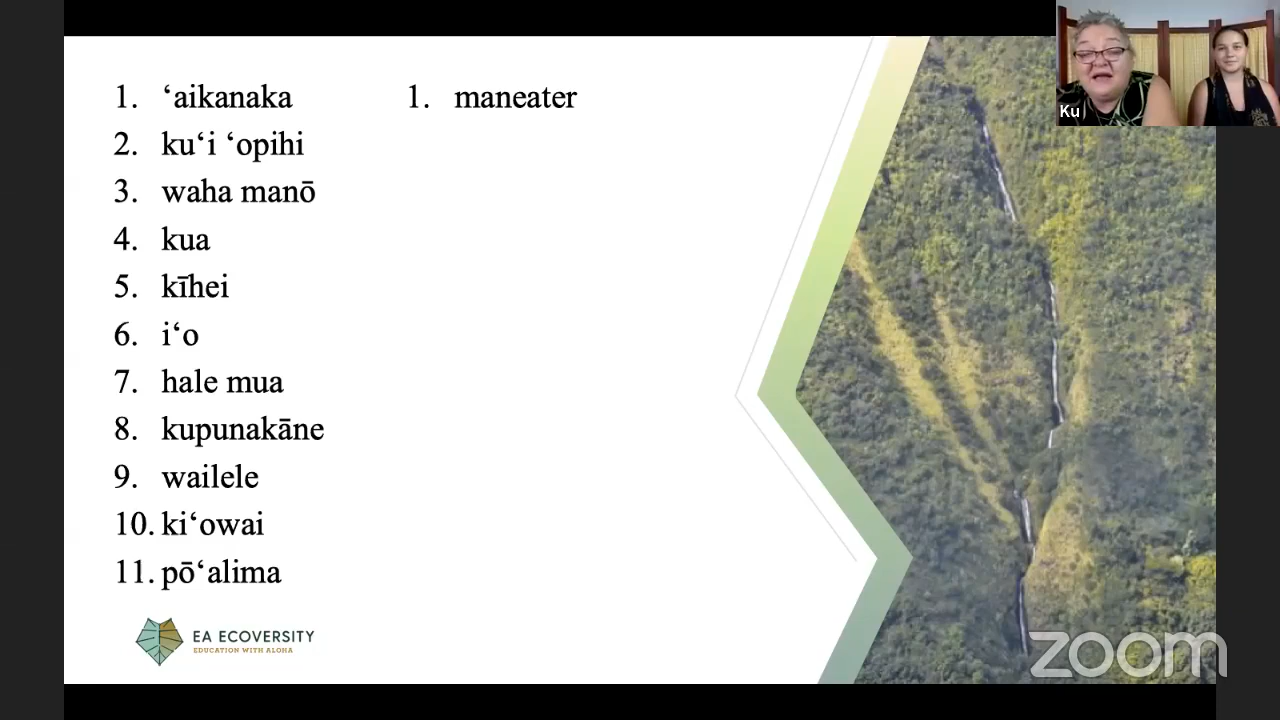 1. ʻaikanaka
2. kuʻi ʻopihi
3. waha manō
4. kua
5. kīhei
6. iʻo
7. hale mua
8. kupunakāne
9. wailele
10. kiʻowai
11. pōʻalima
1. maneater
EA ECOVERSITY
EDUCATION WITH ALOHA
Ku
zoom